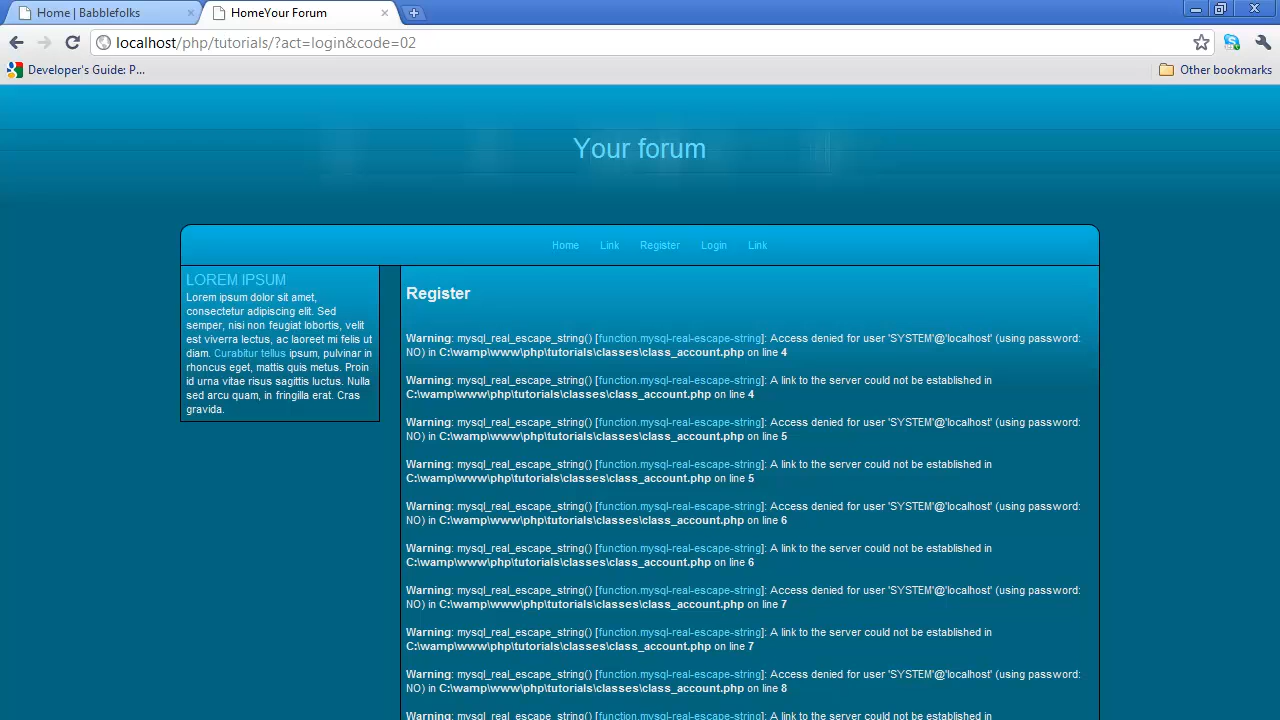 Home | Babblefolks
HomeYour Forum
localhost/php/tutorials/?act=login&code=02
Developer's Guide: P...
Other bookmarks
Your forum
Home Link Register Login Link
LOREM IPSUM
Lorem ipsum dolor sit amet,
consectetur adipiscing elit. Sed
semper, nisi non feugiat lobortis, velit
est viverra lectus, ac laoreet mi felis ut
diam. Curabitur tellus ipsum, pulvinar in
rhoncus eget, mattis quis metus. Proin
id urna vitae risus sagittis luctus. Nulla
sed arcu quam, in fringilla erat. Cras
gravida.
Register
Warning: mysql_real_escape_string() [function.mysql-real-escape-string]: Access denied for user 'SYSTEM'@'localhost' (using password:
NO) in C:\wamp\www\php\tutorials\classes\class_account.php on line 4
Warning: mysql_real_escape_string() [function.mysql-real-escape-string]: A link to the server could not be established in
C:\wamp\www\php\tutorials\classes\class_account.php on line 4
Warning: mysql_real_escape_string() [function.mysql-real-escape-string]: Access denied for user 'SYSTEM'@'localhost' (using password:
NO) in C:\wamp\www\php\tutorials\classes\class_account.php on line 5
Warning: mysql_real_escape_string() [function.mysql-real-escape-string]: A link to the server could not be established in
C:\wamp\www\php\tutorials\classes\class_account.php on line 5
Warning: mysql_real_escape_string() [function.mysql-real-escape-string]: Access denied for user 'SYSTEM'@'localhost' (using password:
NO) in C:\wamp\www\php\tutorials\classes\class_account.php on line 6
Warning: mysql_real_escape_string() [function.mysql-real-escape-string]: A link to the server could not be established in
C:\wamp\www\php\tutorials\classes\class_account.php on line 6
Warning: mysql_real_escape_string() [function.mysql-real-escape-string]: Access denied for user 'SYSTEM'@'localhost' (using password:
NO) in C:\wamp\www\php\tutorials\classes\class_account.php on line 7
Warning: mysql_real_escape_string() [function.mysql-real-escape-string]: A link to the server could not be established in
C:\wamp\www\php\tutorials\classes\class_account.php on line 7
Warning: mysql_real_escape_string() [function.mysql-real-escape-string]: Access denied for user 'SYSTEM'@'localhost' (using password:
NO) in C:\wamp\www\php\tutorials\classes\class_account.php on line 8
Warning: mysql_real_escape_string() [function.mysql-real-escape-string]: A link to the server could not be established in